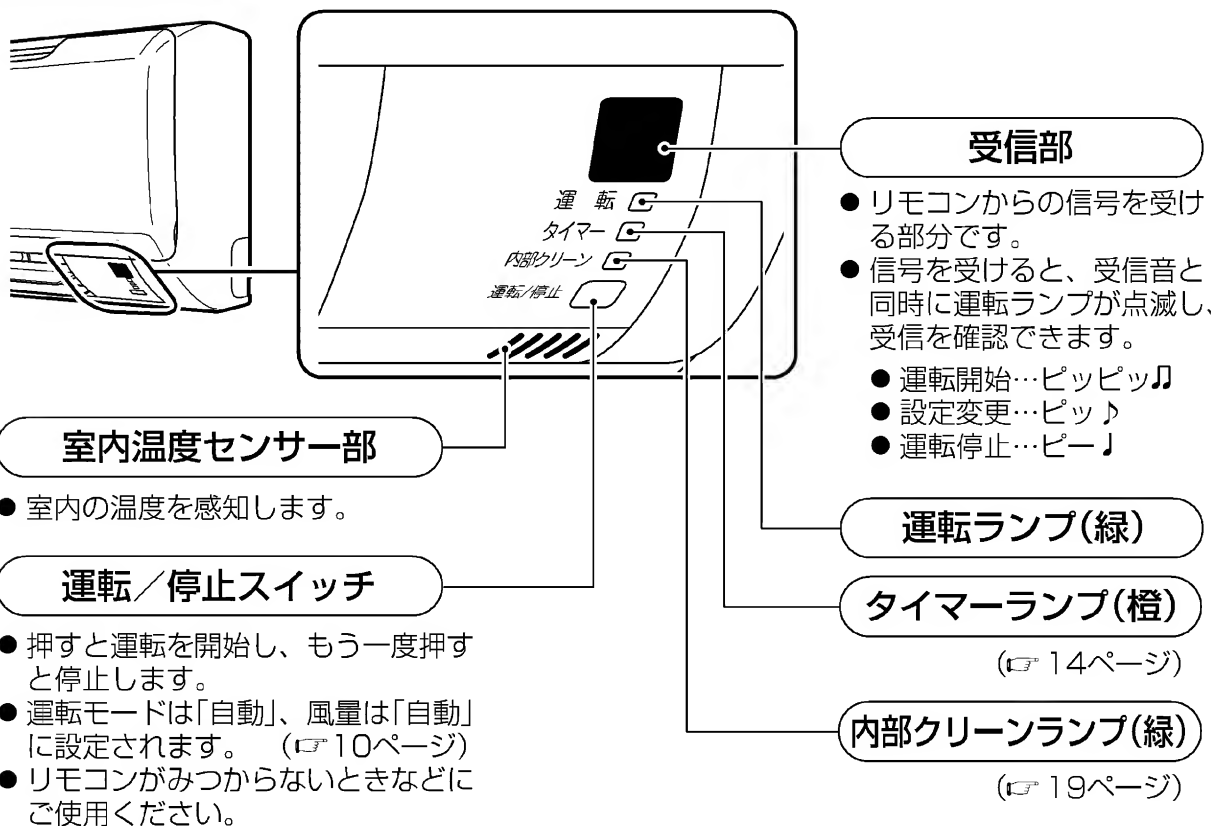 運 転
タイマー
内部クリーン
運転/停止
受信部
● リモコンからの信号を受け
る部分です。
● 信号を受けると、受信音と
同時に運転ランプが点滅し、
受信を確認できます。
● 運転開始…ピッピッ♫
● 設定変更…ピッ♪
● 運転停止…ピー♩
室内温度センサー部
● 室内の温度を感知します。
運転／停止スイッチ
● 押すと運転を開始し、もう一度押す
と停止します。
● 運転モードは「自動」、風量は「自動」
に設定されます。 (☞10ページ)
● リモコンがみつからないときなどに
ご使用ください。
運転ランプ(緑)
タイマーランプ(橙)
(☞ 14ページ)
内部クリーンランプ(緑)
(☞ 19ページ)